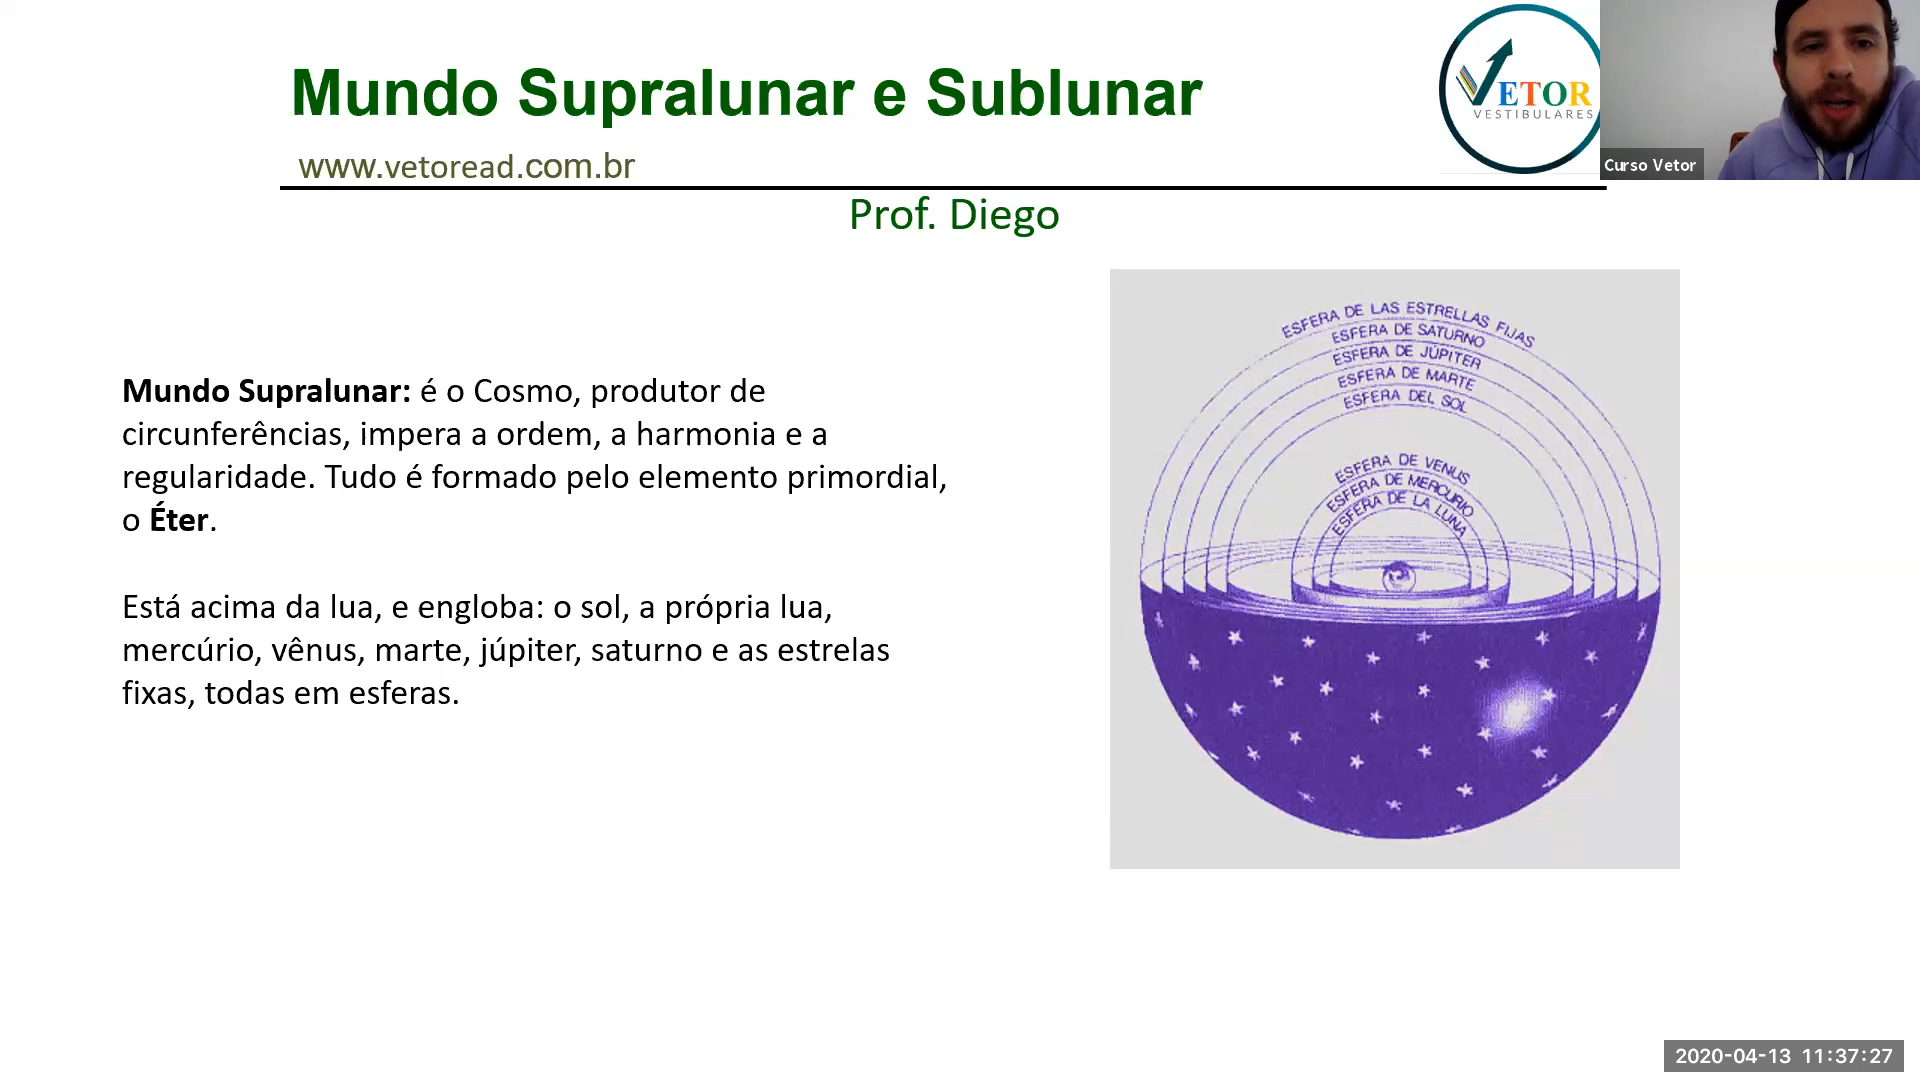 Mundo Supralunar e Sublunar
VETOR
VESTIBULARES
Curso Vetor
www.vetoread.com.br
Prof. Diego
Mundo Supralunar: é o Cosmo, produtor de
circunferências, impera a ordem, a harmonia e a
regularidade. Tudo é formado pelo elemento primordial,
o Éter.
Está acima da lua, e engloba: o sol, a própria lua,
mercúrio, vênus, marte, júpiter, saturno e as estrelas
fixas, todas em esferas.
ESFERA DE LAS ESTRELLAS FIJAS
ESFERA DE SATURNO
ESFERA DE JÚPITER
ESFERA DE MARTE
ESFERA DEL SOL
ESFERA DE VENUS
ESFERA DE MERCURIO
ESFERA DE LA LUNA
2020-04-13 11:37:27